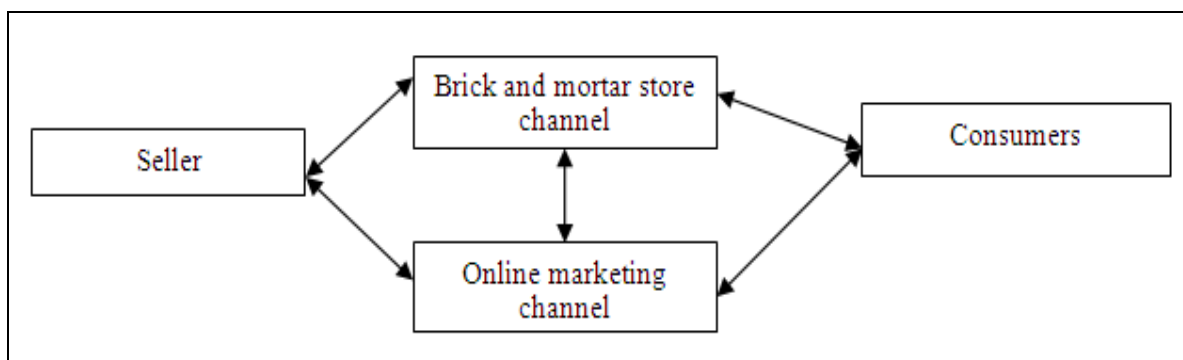 Brick and mortar store
channel
Seller
Consumers
Online marketing
channel